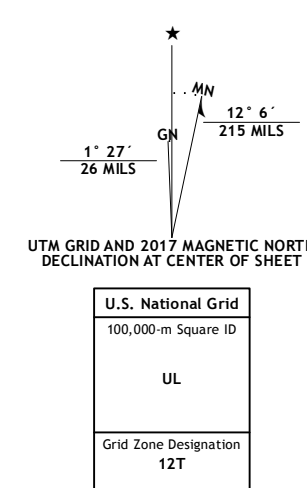 ★
MN
GN
12° 6´
215 MILS
1° 27´
26 MILS
UTM GRID AND 2017 MAGNETIC NORTH
DECLINATION AT CENTER OF SHEET
U.S. National Grid
100,000-m Square ID
UL
Grid Zone Designation
12T